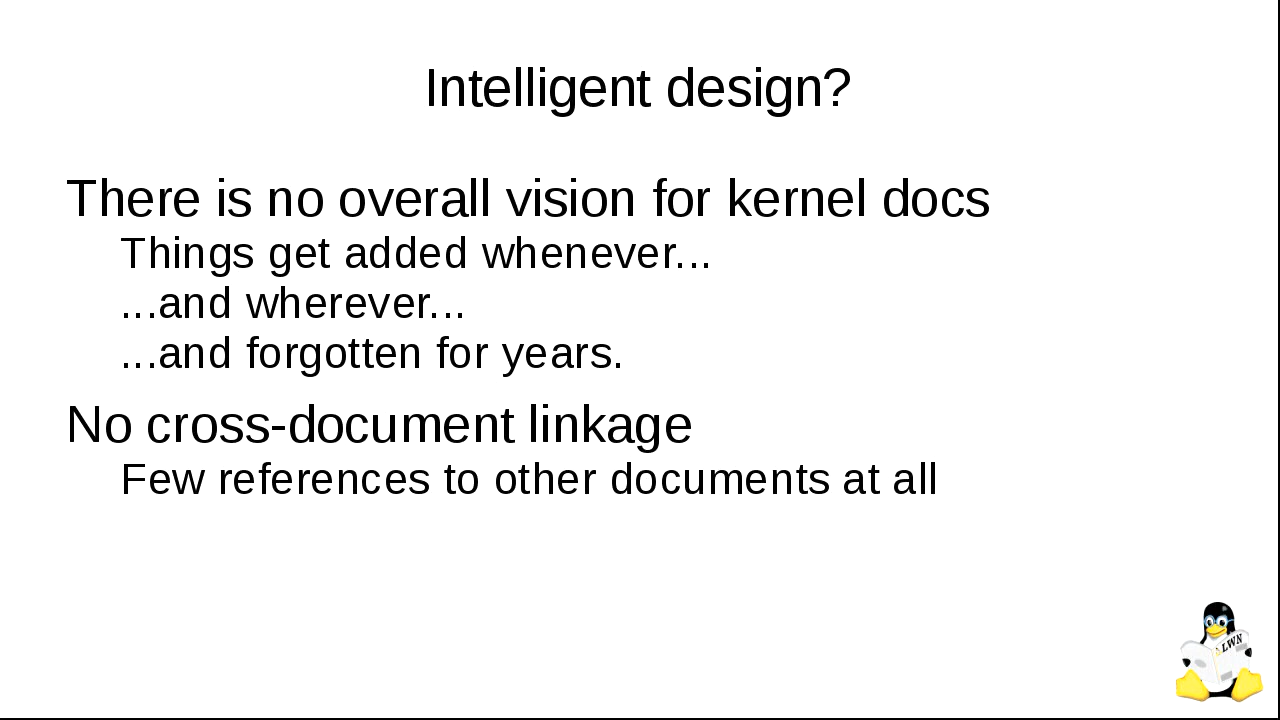 Intelligent design?
There is no overall vision for kernel docs
Things get added whenever...
...and wherever...
...and forgotten for years.
No cross-document linkage
Few references to other documents at all
LWN